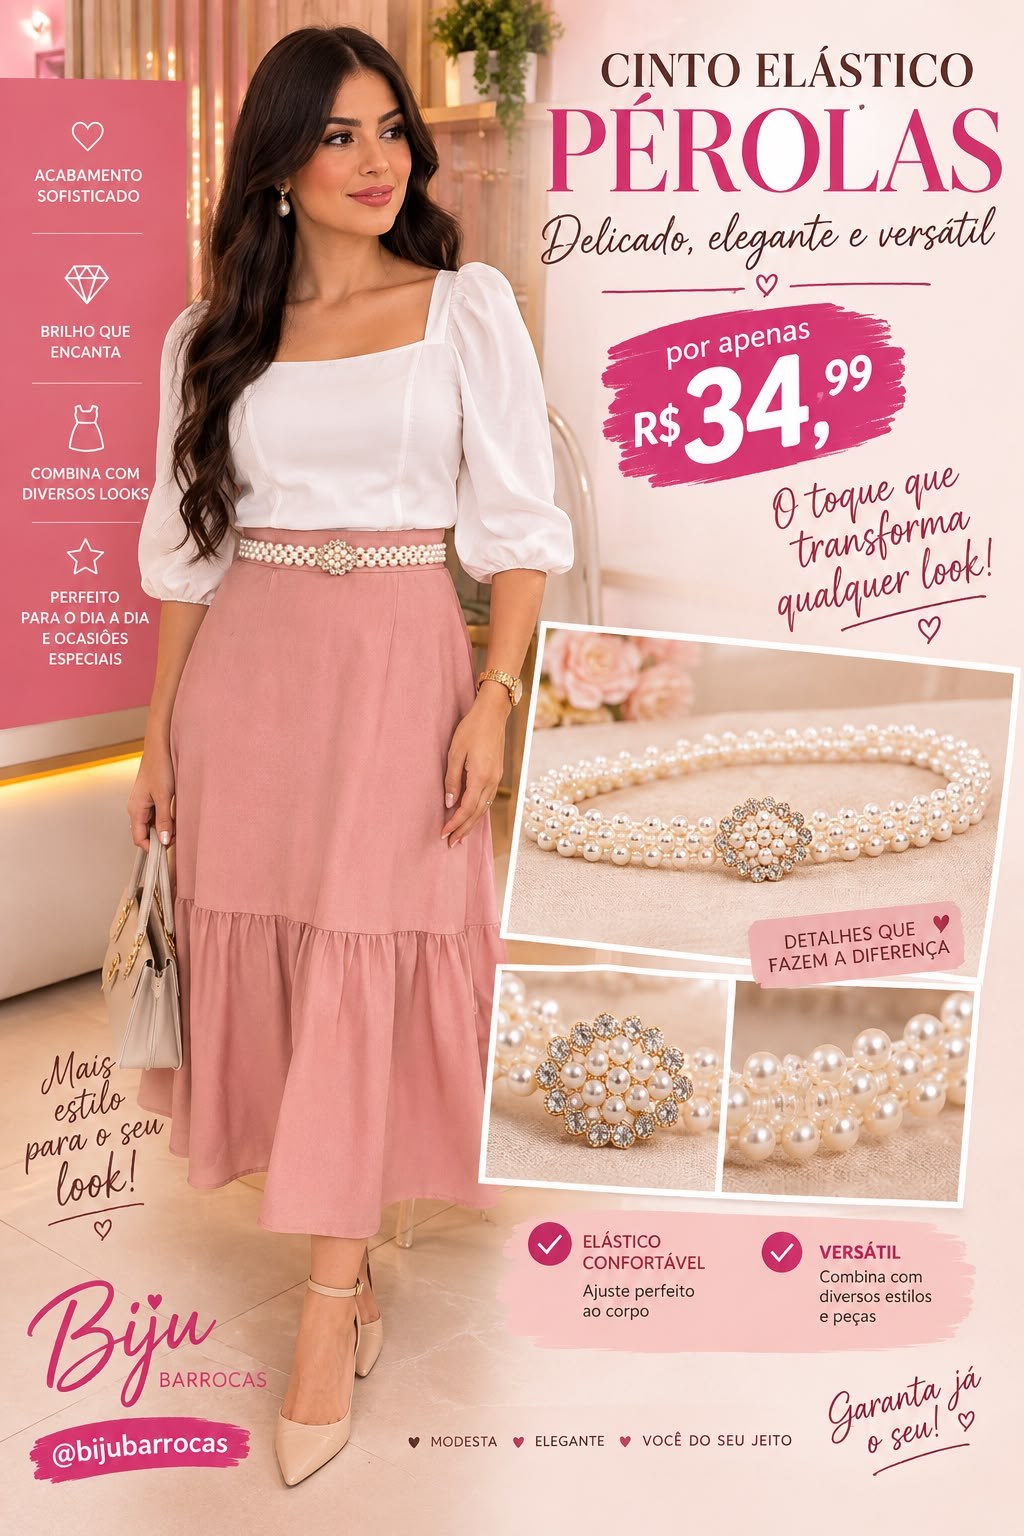 CINTO ELÁSTICO
PÉROLAS
Delicado, elegante e versátil
por apenas
R$34,99
O toque que
transforma
qualquer look!
ACABAMENTO
SOFISTICADO
BRILHO QUE
ENCANTA
COMBINA COM
DIVERSOS LOOKS
PERFEITO
PARA O DIA A DIA
E OCASIÕES
ESPECIAIS
DETALHES QUE
FAZEM A DIFERENÇA
Mais
estilo
para o seu
look!
ELÁSTICO
CONFORTÁVEL
Ajuste perfeito
ao corpo
VERSÁTIL
Combina com
diversos estilos
e peças
Biju
BARROCAS
@bijubarrocas
MODESTA ELEGANTE VOCÊ DO SEU JEITO
Garanta já
o seu!